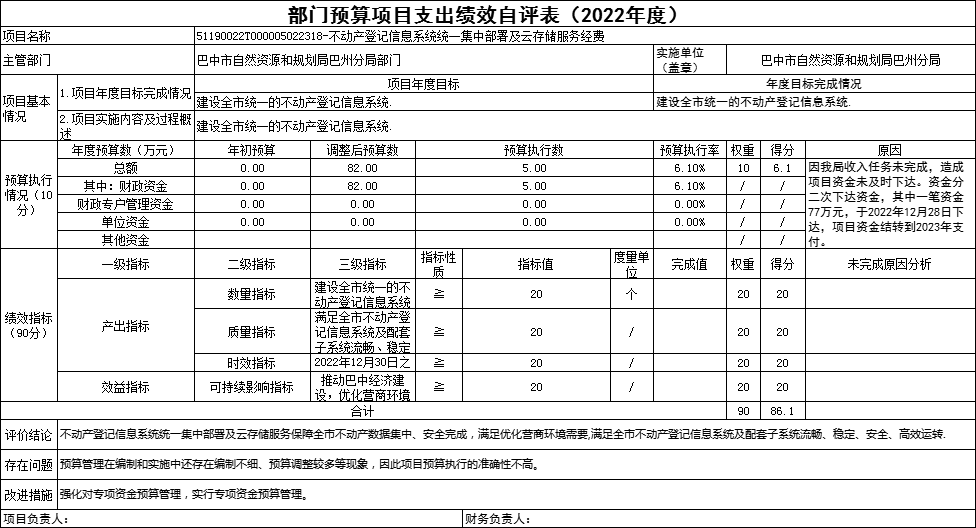 部门预算项目支出绩效自评表（2022年度）
项目名称 51190022T000005022318-不动产登记信息系统统一集中部署及云存储服务经费
主管部门 巴中市自然资源和规划局巴州分局部门 实施单位（盖章） 巴中市自然资源和规划局巴州分局
项目基本情况 1. 项目年度目标完成情况 项目年度目标 年度目标完成情况
建设全市统一的不动产登记信息系统. 建设全市统一的不动产登记信息系统.
2. 项目实施内容及过程概述 建设全市统一的不动产登记信息系统.
预算执行情况（10分） 年度预算数（万元） 年初预算 调整后预算数 预算执行数 预算执行率 权重 得分 原因
总额 0.00 82.00 5.00 6.10% 10 6.1 因我局收入任务未完成，造成项目资金未及时下达。资金分二次下达资金，其中一笔资金77万元，于2022年12月28日下达，项目资金结转到2023年支付。
其中：财政资金 0.00 82.00 5.00 6.10% / /
财政专户管理资金 0.00 0.00 0.00 0.00% / /
单位资金 0.00 0.00 0.00 0.00% / /
其他资金 / /
绩效指标（90分） 一级指标 二级指标 三级指标 指标性质 指标值 度量单位 完成值 权重 得分 未完成原因分析
产出指标 数量指标 建设全市统一的不动产登记信息系统 ≧ 20 个 20 20
质量指标 满足全市不动产登记信息系统及配套子系统流畅、稳定 ≧ 20 / 20 20
时效指标 2022年12月30日之 ≧ 20 / 20 20
效益指标 可持续影响指标 推动巴中经济建设，优化营商环境 ≧ 20 / 20 20
合计 90 86.1
评价结论 不动产登记信息系统统一集中部署及云存储服务保障全市不动产数据集中、安全完成，满足优化营商环境需要,满足全市不动产登记信息系统及配套子系统流畅、稳定、安全、高效运转.
存在问题 预算管理在编制和实施中还存在编制不细、预算调整较多等现象，因此项目预算执行的准确性不高。
改进措施 强化对专项资金预算管理，实行专项资金预算管理。
项目负责人： 财务负责人：